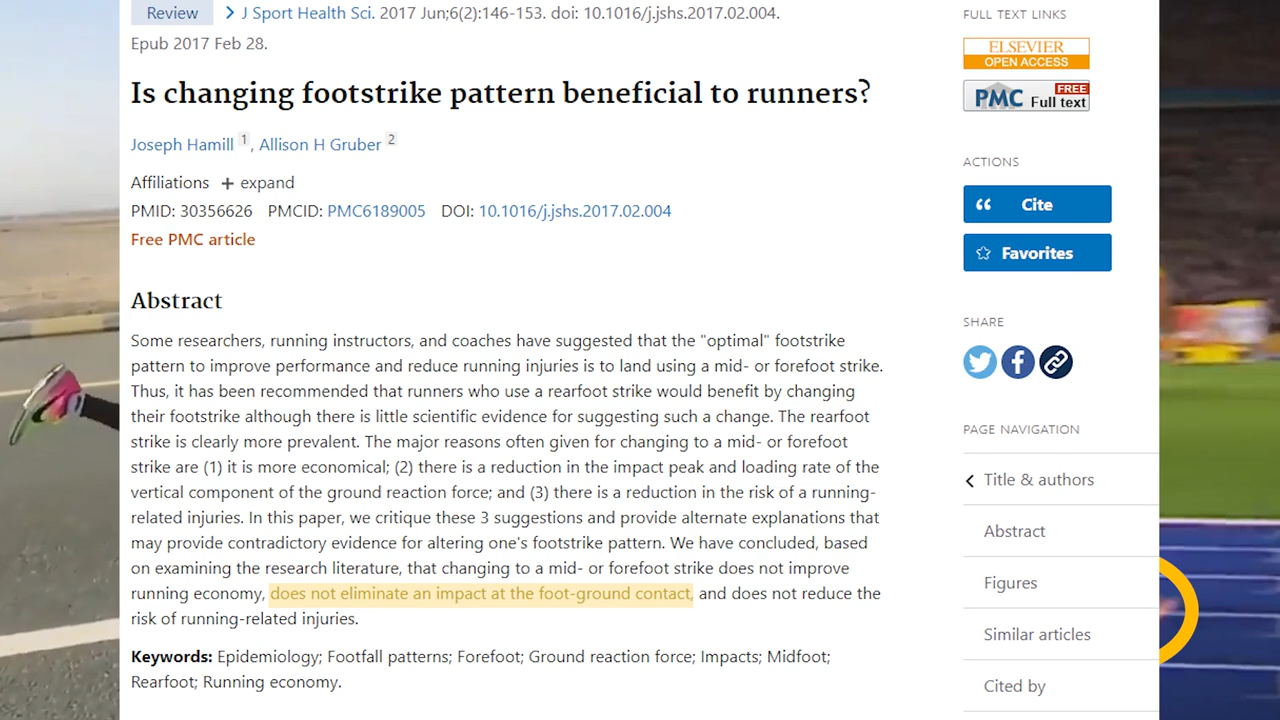 Review
J Sport Health Sci. 2017 Jun;6(2):146-153. doi: 10.1016/j.jshs.2017.02.004.
Epub 2017 Feb 28.
Is changing footstrike pattern beneficial to runners?
Joseph Hamill 1, Allison H Gruber 2
Affiliations + expand
PMID: 30356626 PMCID: PMC6189005 DOI: 10.1016/j.jshs.2017.02.004
Free PMC article
Abstract
Some researchers, running instructors, and coaches have suggested that the "optimal" footstrike
pattern to improve performance and reduce running injuries is to land using a mid- or forefoot strike.
Thus, it has been recommended that runners who use a rearfoot strike would benefit by changing
their footstrike although there is little scientific evidence for suggesting such a change. The rearfoot
strike is clearly more prevalent. The major reasons often given for changing to a mid- or forefoot
strike are (1) it is more economical; (2) there is a reduction in the impact peak and loading rate of the
vertical component of the ground reaction force; and (3) there is a reduction in the risk of a running-
related injuries. In this paper, we critique these 3 suggestions and provide alternate explanations that
may provide contradictory evidence for altering one's footstrike pattern. We have concluded, based
on examining the research literature, that changing to a mid- or forefoot strike does not improve
running economy, does not eliminate an impact at the foot-ground contact, and does not reduce the
risk of running-related injuries.
Keywords: Epidemiology; Footfall patterns; Forefoot; Ground reaction force; Impacts; Midfoot;
Rearfoot; Running economy.
FULL TEXT LINKS
ELSEVIER
OPEN ACCESS
PMC FREE Full text
ACTIONS
Cite
Favorites
SHARE
PAGE NAVIGATION
Title & authors
Abstract
Figures
Similar articles
Cited by